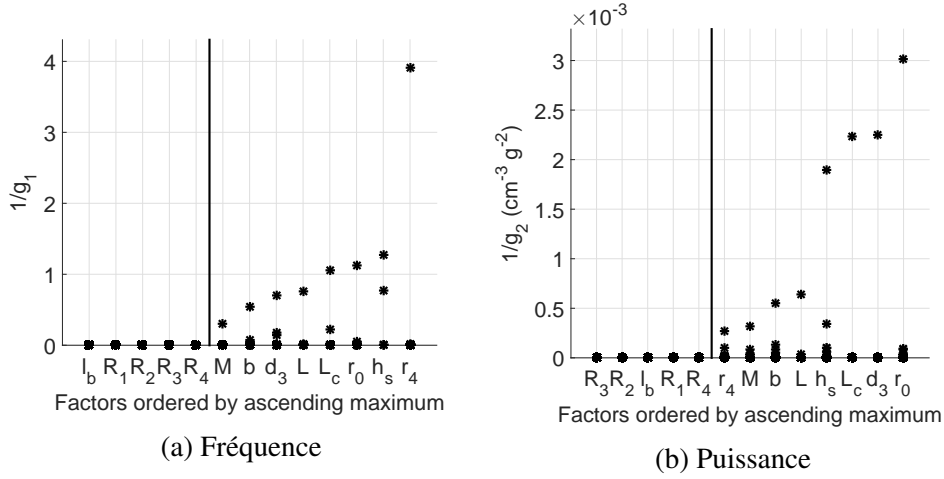 4
3
2
1
0
1/g1
lb R1 R2 R3 R4 M b d3 L Lc r0 hs r4
Factors ordered by ascending maximum
(a) Fréquence
×10-3
3
2.5
2
1.5
1
0.5
0
1/g2 (cm-3 g-2)
R3 R2 lb R1 R4 r4 M b L hs Lc d3 r0
Factors ordered by ascending maximum
(b) Puissance